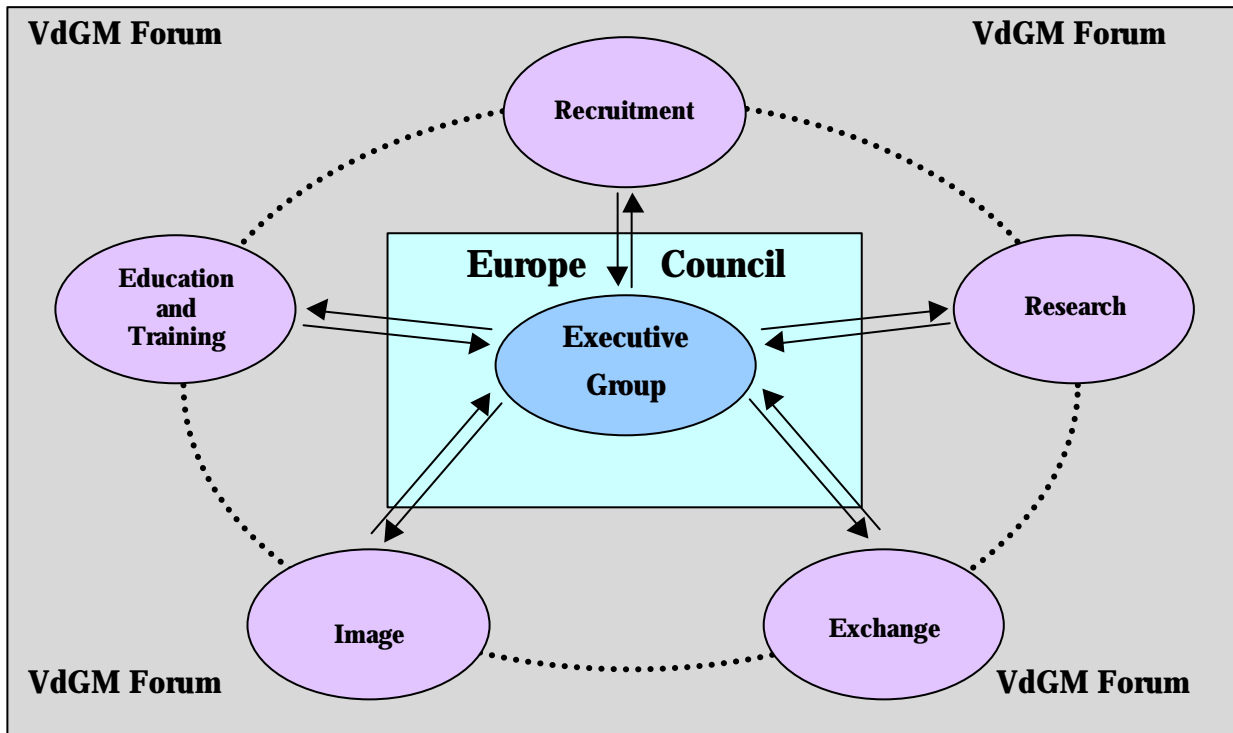 VdGM Forum
VdGM Forum
Recruitment
Education
and
Training
Europe Council
Research
Executive
Group
Image
Exchange
VdGM Forum
VdGM Forum